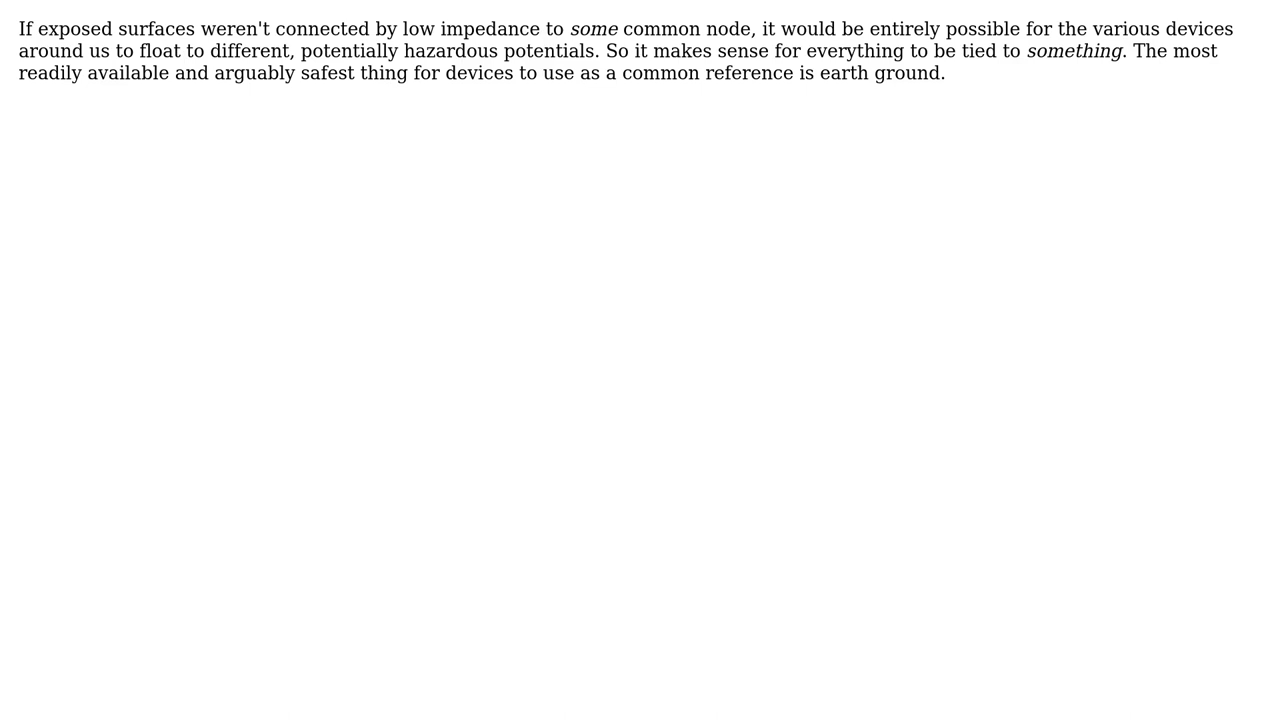 If exposed surfaces weren't connected by low impedance to some common node, it would be entirely possible for the various devices
around us to float to different, potentially hazardous potentials. So it makes sense for everything to be tied to something. The most
readily available and arguably safest thing for devices to use as a common reference is earth ground.